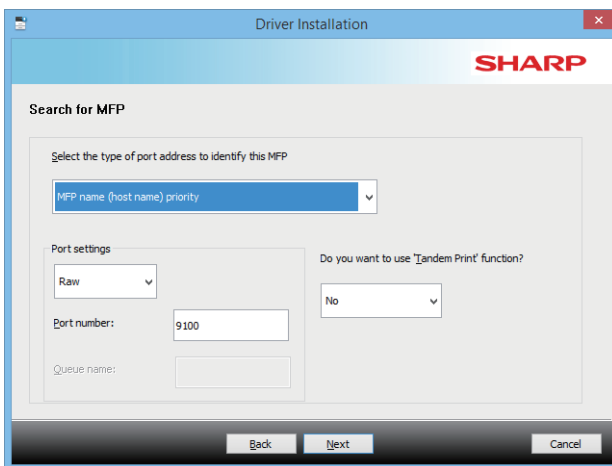 Driver Installation
SHARP
Search for MFP
Select the type of port address to identify this MFP
MFP name (host name) priority
Port settings
Raw
Port number:
9100
Queue name:
Do you want to use 'Tandem Print' function?
No
Back
Next
Cancel